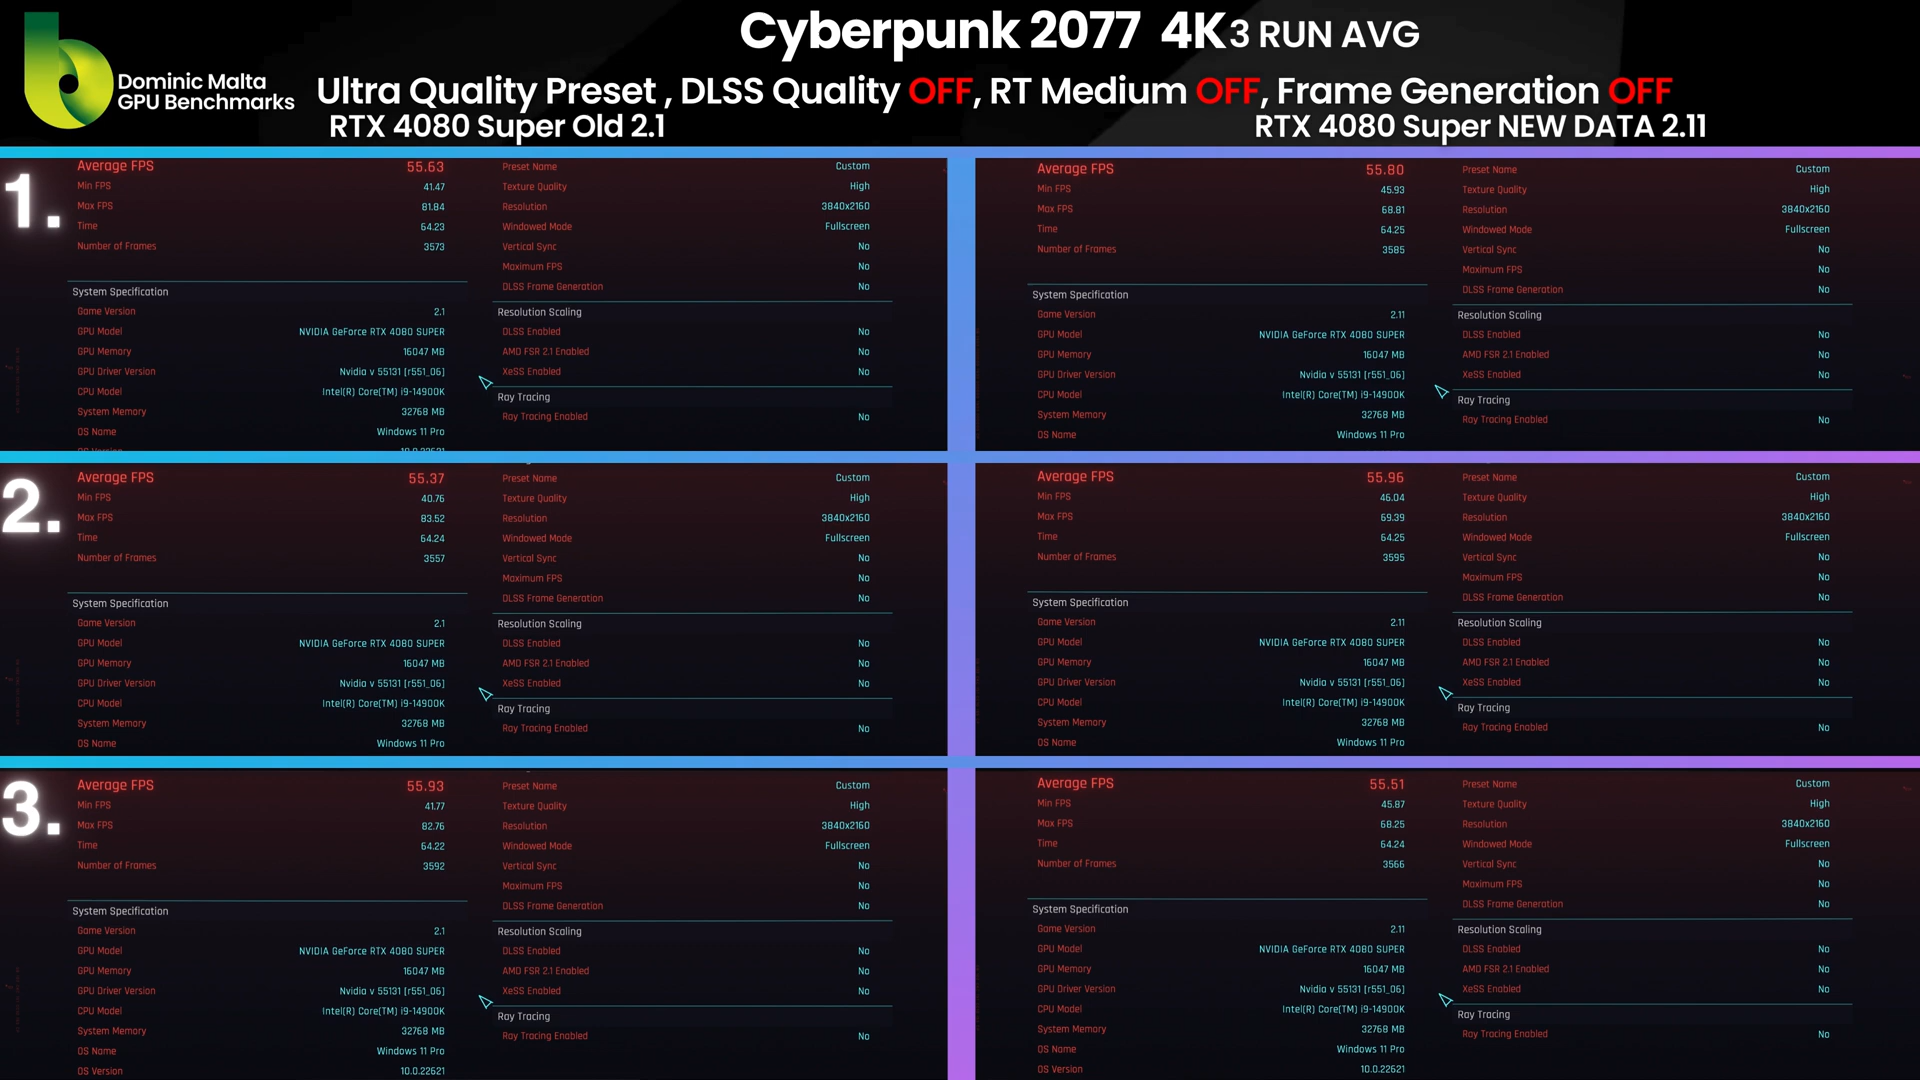 Cyberpunk 2077 4K 3 RUN AVG
Dominic Malta
GPU Benchmarks
Ultra Quality Preset , DLSS Quality OFF, RT Medium OFF, Frame Generation OFF
RTX 4080 Super Old 2.1
RTX 4080 Super NEW DATA 2.11
1.
Average FPS 55.63
Min FPS 41.47
Max FPS 81.84
Time 64.23
Number of Frames 3573
System Specification
Game Version 2.1
GPU Model NVIDIA GeForce RTX 4080 SUPER
GPU Memory 16047 MB
GPU Driver Version Nvidia v 55131 [r551_06]
CPU Model Intel(R) Core(TM) i9-14900K
System Memory 32768 MB
OS Name Windows 11 Pro
OS Version 10.0.22621
Preset Name Custom
Texture Quality High
Resolution 3840x2160
Windowed Mode Fullscreen
Vertical Sync No
Maximum FPS No
DLSS Frame Generation No
Resolution Scaling
DLSS Enabled No
AMD FSR 2.1 Enabled No
XeSS Enabled No
Ray Tracing
Ray Tracing Enabled No
Average FPS 55.80
Min FPS 45.93
Max FPS 68.81
Time 64.25
Number of Frames 3585
System Specification
Game Version 2.11
GPU Model NVIDIA GeForce RTX 4080 SUPER
GPU Memory 16047 MB
GPU Driver Version Nvidia v 55131 [r551_06]
CPU Model Intel(R) Core(TM) i9-14900K
System Memory 32768 MB
OS Name Windows 11 Pro
Preset Name Custom
Texture Quality High
Resolution 3840x2160
Windowed Mode Fullscreen
Vertical Sync No
Maximum FPS No
DLSS Frame Generation No
Resolution Scaling
DLSS Enabled No
AMD FSR 2.1 Enabled No
XeSS Enabled No
Ray Tracing
Ray Tracing Enabled No
2.
Average FPS 55.37
Min FPS 40.76
Max FPS 83.52
Time 64.24
Number of Frames 3557
System Specification
Game Version 2.1
GPU Model NVIDIA GeForce RTX 4080 SUPER
GPU Memory 16047 MB
GPU Driver Version Nvidia v 55131 [r551_06]
CPU Model Intel(R) Core(TM) i9-14900K
System Memory 32768 MB
OS Name Windows 11 Pro
Preset Name Custom
Texture Quality High
Resolution 3840x2160
Windowed Mode Fullscreen
Vertical Sync No
Maximum FPS No
DLSS Frame Generation No
Resolution Scaling
DLSS Enabled No
AMD FSR 2.1 Enabled No
XeSS Enabled No
Ray Tracing
Ray Tracing Enabled No
Average FPS 55.96
Min FPS 46.04
Max FPS 69.39
Time 64.25
Number of Frames 3595
System Specification
Game Version 2.11
GPU Model NVIDIA GeForce RTX 4080 SUPER
GPU Memory 16047 MB
GPU Driver Version Nvidia v 55131 [r551_06]
CPU Model Intel(R) Core(TM) i9-14900K
System Memory 32768 MB
OS Name Windows 11 Pro
Preset Name Custom
Texture Quality High
Resolution 3840x2160
Windowed Mode Fullscreen
Vertical Sync No
Maximum FPS No
DLSS Frame Generation No
Resolution Scaling
DLSS Enabled No
AMD FSR 2.1 Enabled No
XeSS Enabled No
Ray Tracing
Ray Tracing Enabled No
3.
Average FPS 55.93
Min FPS 41.77
Max FPS 82.76
Time 64.22
Number of Frames 3592
System Specification
Game Version 2.1
GPU Model NVIDIA GeForce RTX 4080 SUPER
GPU Memory 16047 MB
GPU Driver Version Nvidia v 55131 [r551_06]
CPU Model Intel(R) Core(TM) i9-14900K
System Memory 32768 MB
OS Name Windows 11 Pro
OS Version 10.0.22621
Preset Name Custom
Texture Quality High
Resolution 3840x2160
Windowed Mode Fullscreen
Vertical Sync No
Maximum FPS No
DLSS Frame Generation No
Resolution Scaling
DLSS Enabled No
AMD FSR 2.1 Enabled No
XeSS Enabled No
Ray Tracing
Ray Tracing Enabled No
Average FPS 55.51
Min FPS 45.87
Max FPS 68.25
Time 64.24
Number of Frames 3566
System Specification
Game Version 2.11
GPU Model NVIDIA GeForce RTX 4080 SUPER
GPU Memory 16047 MB
GPU Driver Version Nvidia v 55131 [r551_06]
CPU Model Intel(R) Core(TM) i9-14900K
System Memory 32768 MB
OS Name Windows 11 Pro
OS Version 10.0.22621
Preset Name Custom
Texture Quality High
Resolution 3840x2160
Windowed Mode Fullscreen
Vertical Sync No
Maximum FPS No
DLSS Frame Generation No
Resolution Scaling
DLSS Enabled No
AMD FSR 2.1 Enabled No
XeSS Enabled No
Ray Tracing
Ray Tracing Enabled No